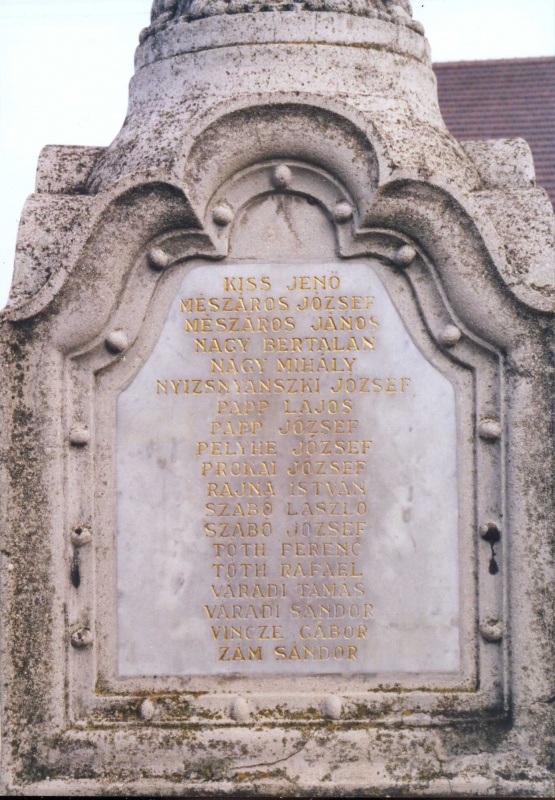 KISS JENŐ
MÉSZÁROS JÓZSEF
MÉSZÁROS JÁNOS
NAGY BERTALAN
NAGY MIHÁLY
NYIZSNYÁNSZKI JÓZSEF
PAPP LAJOS
PAPP JÓZSEF
PELYHE JÓZSEF
PROKAI JÓZSEF
RAJNA ISTVÁN
SZABÓ LÁSZLÓ
SZABÓ JÓZSEF
TÓTH FERENC
TÓTH RAFAEL
VÁRADI TAMÁS
VÁRADI SÁNDOR
VINCZE GÁBOR
ZÁM SÁNDOR